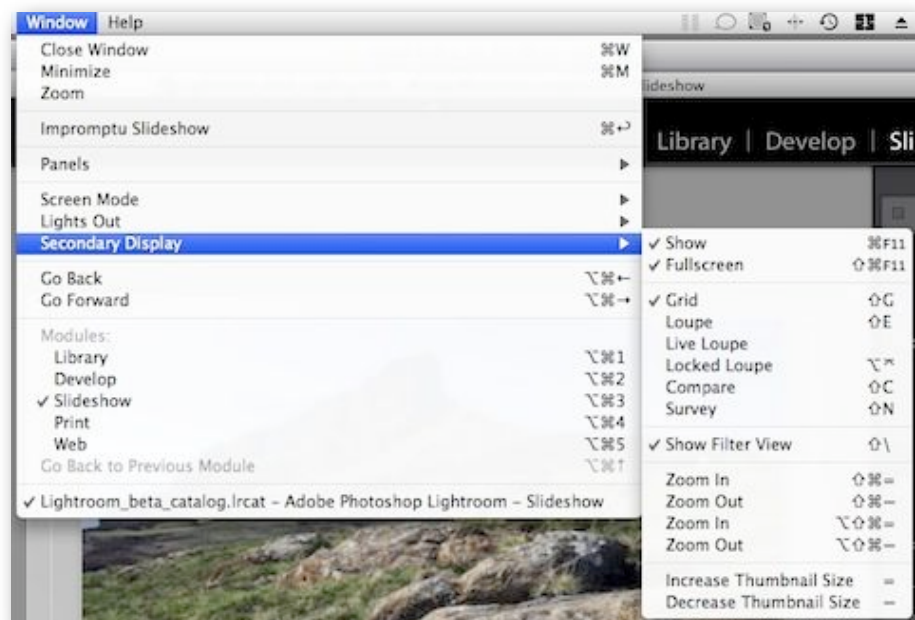 Window Help
Close Window ⌘W
Minimize ⌘M
Zoom
Impromptu Slideshow ⌘↩
Panels ▶
Screen Mode ▶
Lights Out ▶
Secondary Display ▶
Go Back ⌥⌘←
Go Forward ⌥⌘→
Modules:
Library ⌥⌘1
Develop ⌥⌘2
✓ Slideshow ⌥⌘3
Print ⌥⌘4
Web ⌥⌘5
Go Back to Previous Module ⌥⌘↑
✓ Lightroom_beta_catalog.lrcat – Adobe Photoshop Lightroom – Slideshow
lideshow
Library | Develop | Sli
✓ Show ⌘F11
✓ Fullscreen ⇧⌘F11
✓ Grid ⇧G
Loupe ⇧E
Live Loupe
Locked Loupe ⌥⌤
Compare ⇧C
Survey ⇧N
✓ Show Filter View ⇧\
Zoom In ⇧⌘=
Zoom Out ⇧⌘−
Zoom In ⌥⇧⌘=
Zoom Out ⌥⇧⌘−
Increase Thumbnail Size =
Decrease Thumbnail Size −